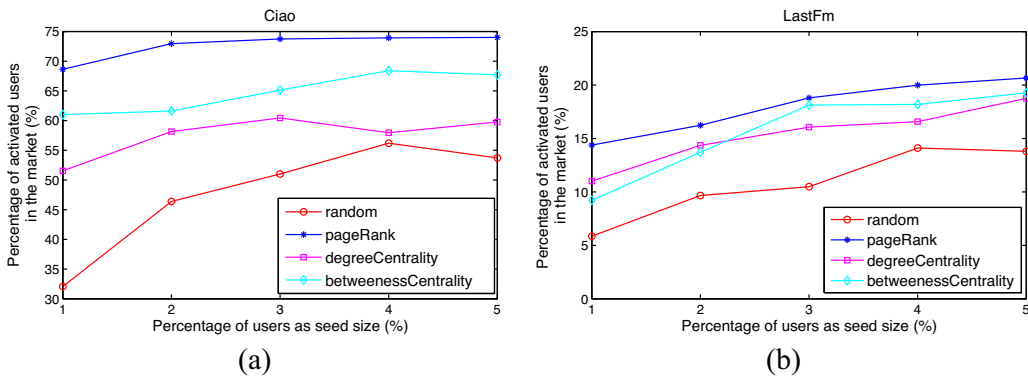 Ciao
Percentage of activated users
in the market (%)
75
70
65
60
55
50
45
40
35
30
random
pageRank
degreeCentrality
betweenessCentrality
1
2
3
4
5
Percentage of users as seed size (%)
(a)
LastFm
Percentage of activated users
in the market (%)
25
20
15
10
5
0
random
pageRank
degreeCentrality
betweenessCentrality
1
2
3
4
5
Percentage of users as seed size (%)
(b)